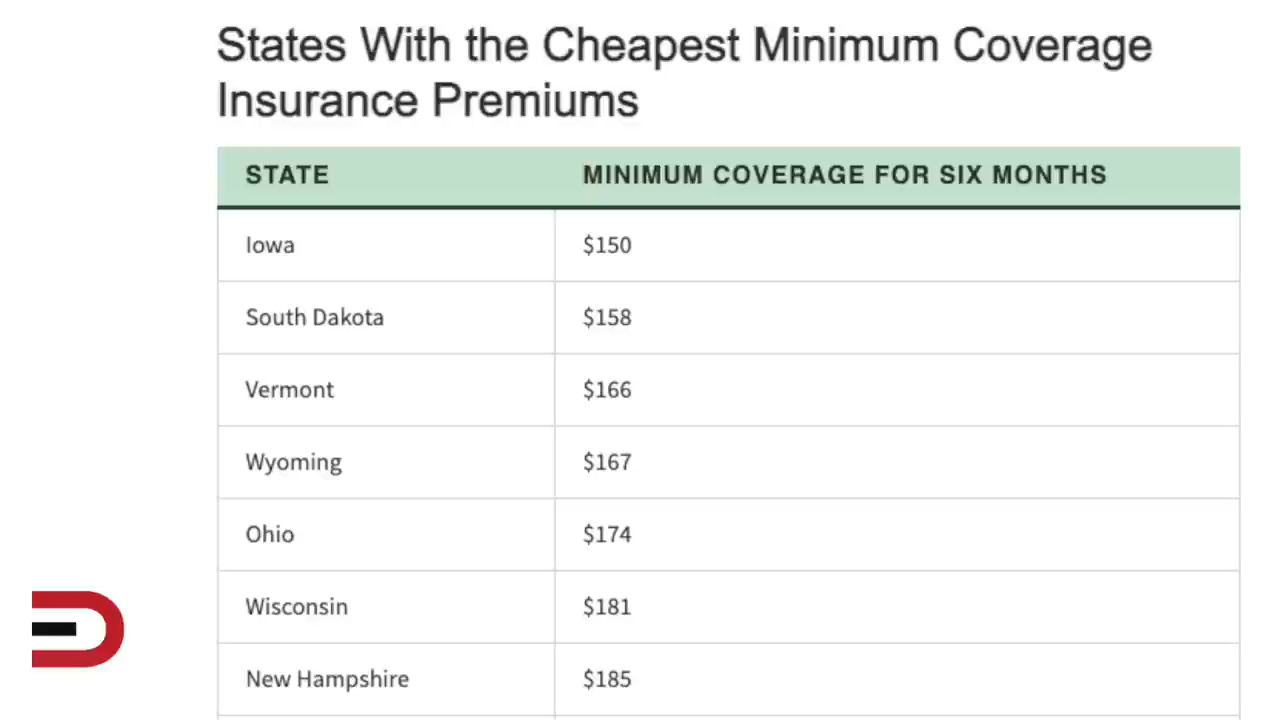 States With the Cheapest Minimum Coverage
Insurance Premiums
STATE MINIMUM COVERAGE FOR SIX MONTHS
Iowa $150
South Dakota $158
Vermont $166
Wyoming $167
Ohio $174
Wisconsin $181
New Hampshire $185